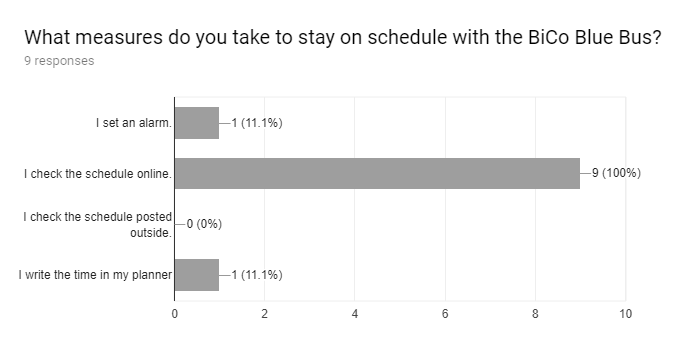 What measures do you take to stay on schedule with the BiCo Blue Bus?
9 responses
I set an alarm.
1 (11.1%)
I check the schedule online.
9 (100%)
I check the schedule posted
outside.
0 (0%)
I write the time in my planner
1 (11.1%)
0 2 4 6 8 10